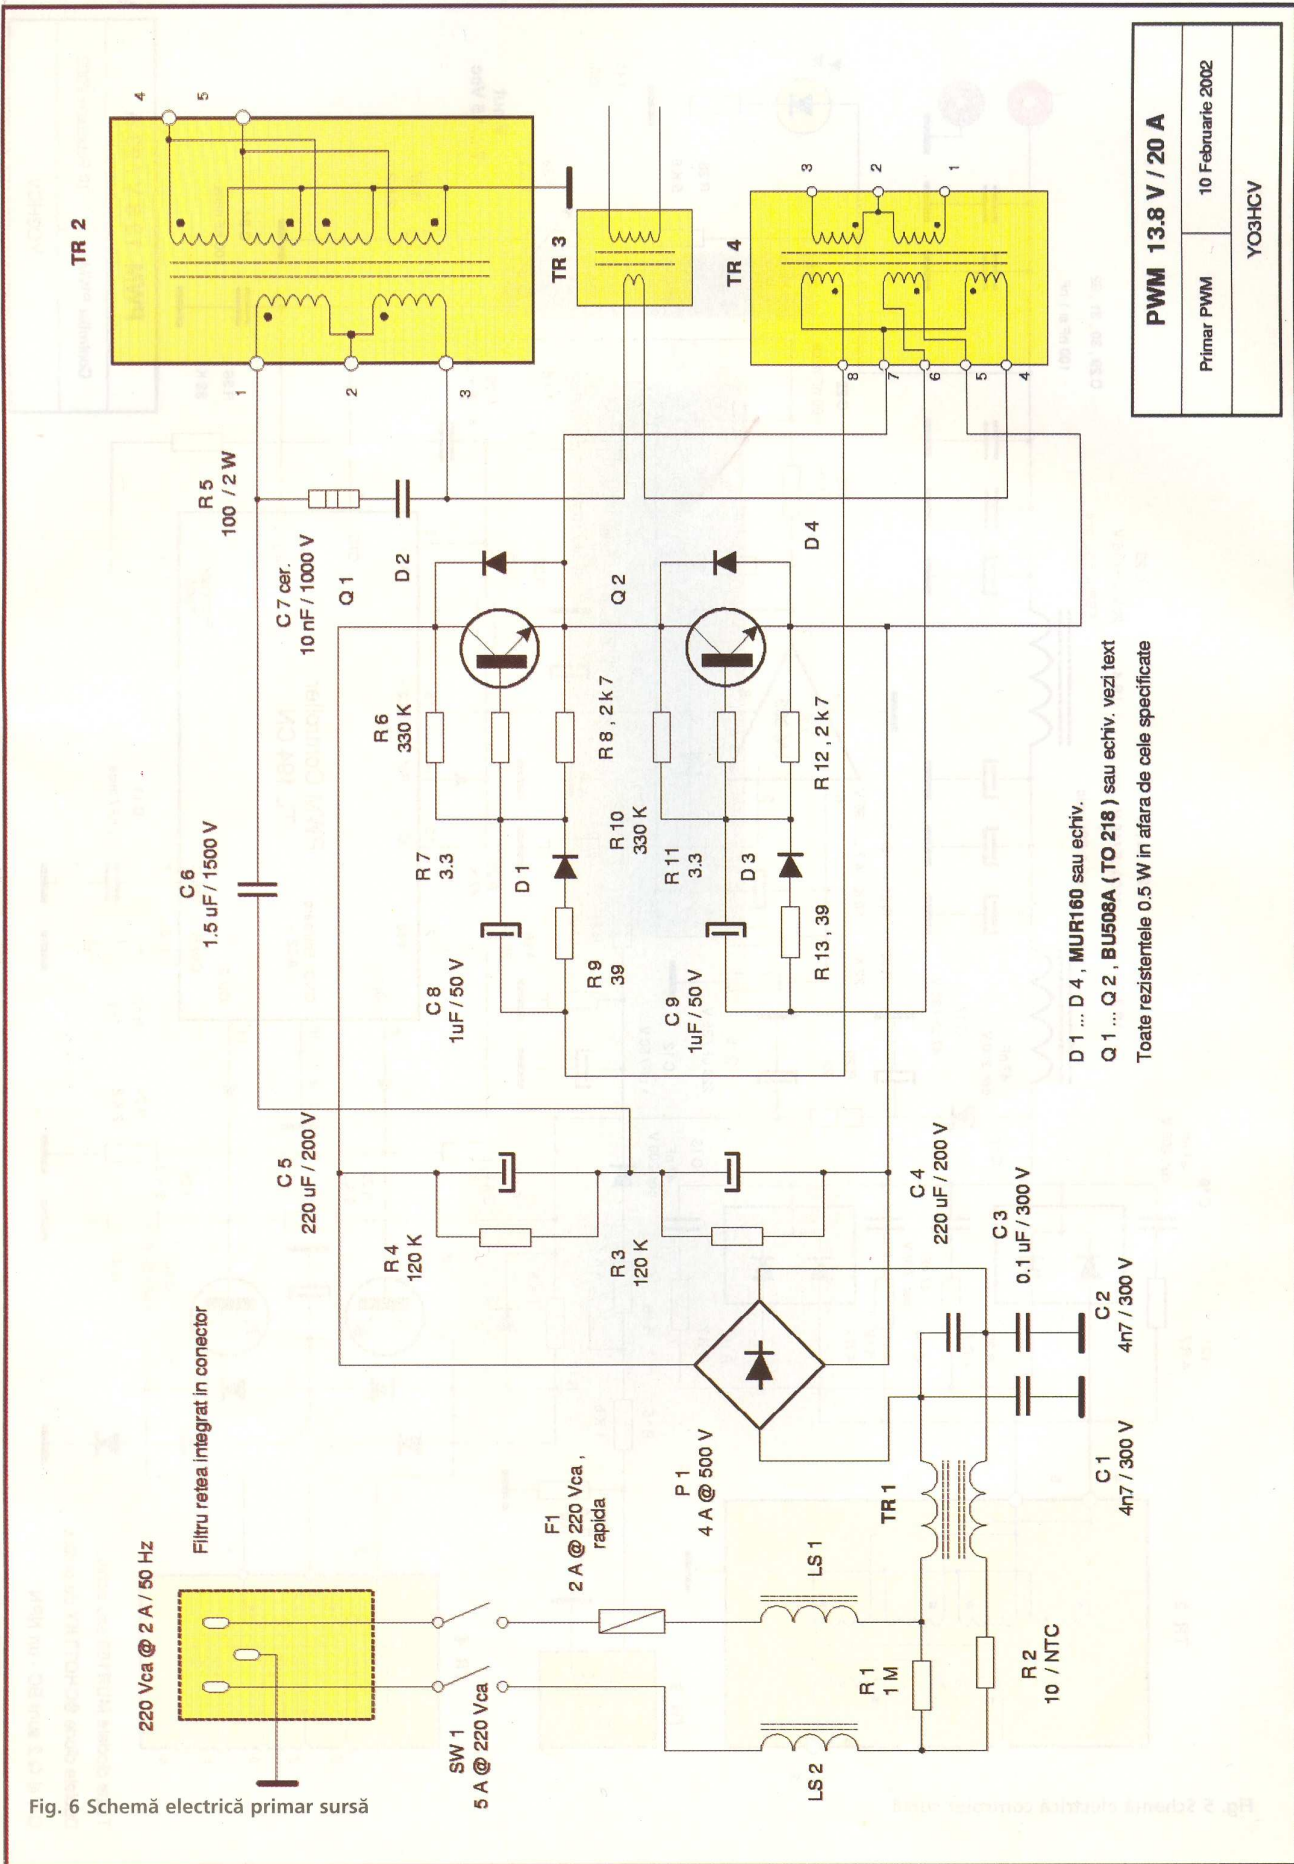 TR 2
4
5
1
2
3
R 5
100 / 2 W
C 7 cer.
10 nF / 1000 V
Q 1
D 2
TR 3
TR 4
3
2
1
8
7
6
5
4
PWM 13.8 V / 20 A
Primar PWM
10 Februarie 2002
YO3HCV
C 6
1.5 uF / 1500 V
R 6
330 K
R 7
3.3
D 1
R 8 , 2 k 7
C 8
1uF / 50 V
R 9
39
Q 2
D 4
R 10
330 K
R 11
3.3
D 3
R 12 , 2 k 7
C 9
1uF / 50 V
R 13 , 39
D 1 ... D 4 , MUR160 sau echiv.
Q 1 ... Q 2 , BU508A ( TO 218 ) sau echiv. vezi text
Toate rezistentele 0.5 W in afara de cele specificate
C 5
220 uF / 200 V
R 4
120 K
R 3
120 K
C 4
220 uF / 200 V
C 3
0.1 uF / 300 V
C 2
4n7 / 300 V
C 1
4n7 / 300 V
P 1
4 A @ 500 V
TR 1
Filtru retea integrat in conector
220 Vca @ 2 A / 50 Hz
F1
2 A @ 220 Vca ,
rapida
SW 1
5 A @ 220 Vca
LS 1
LS 2
R 1
1 M
R 2
10 / NTC
Fig. 6 Schemă electrică primar sursă